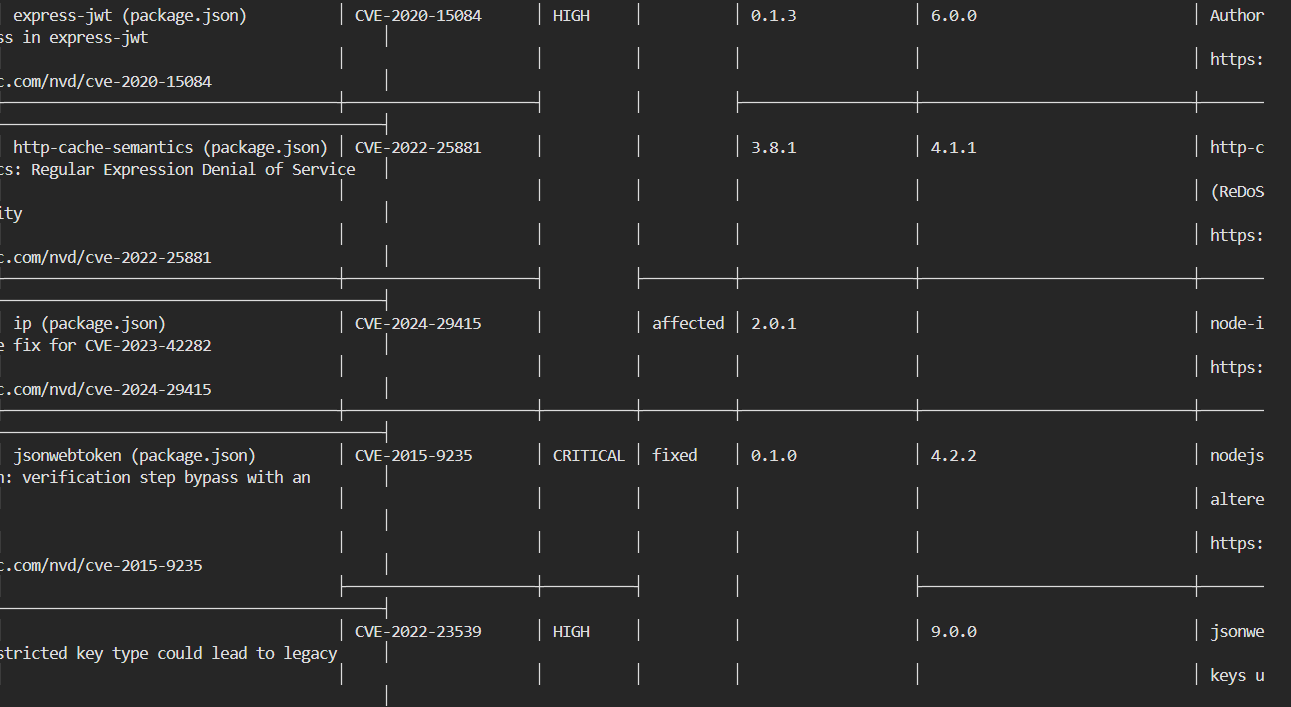 express-jwt (package.json) | CVE-2020-15084 | HIGH | | 0.1.3 | 6.0.0 | Author
ss in express-jwt |
| | | | | | https:
c.com/nvd/cve-2020-15084 |
http-cache-semantics (package.json) | CVE-2022-25881 | | | 3.8.1 | 4.1.1 | http-c
cs: Regular Expression Denial of Service |
| | | | | | (ReDoS
ity |
| | | | | | https:
c.com/nvd/cve-2022-25881 |
ip (package.json) | CVE-2024-29415 | | affected | 2.0.1 | | node-i
e fix for CVE-2023-42282 |
| | | | | | https:
c.com/nvd/cve-2024-29415 |
jsonwebtoken (package.json) | CVE-2015-9235 | CRITICAL | fixed | 0.1.0 | 4.2.2 | nodejs
n: verification step bypass with an |
| | | | | | altere
| | | | | | https:
c.com/nvd/cve-2015-9235 |
| CVE-2022-23539 | HIGH | | | 9.0.0 | jsonwe
stricted key type could lead to legacy |
| | | | | | keys u